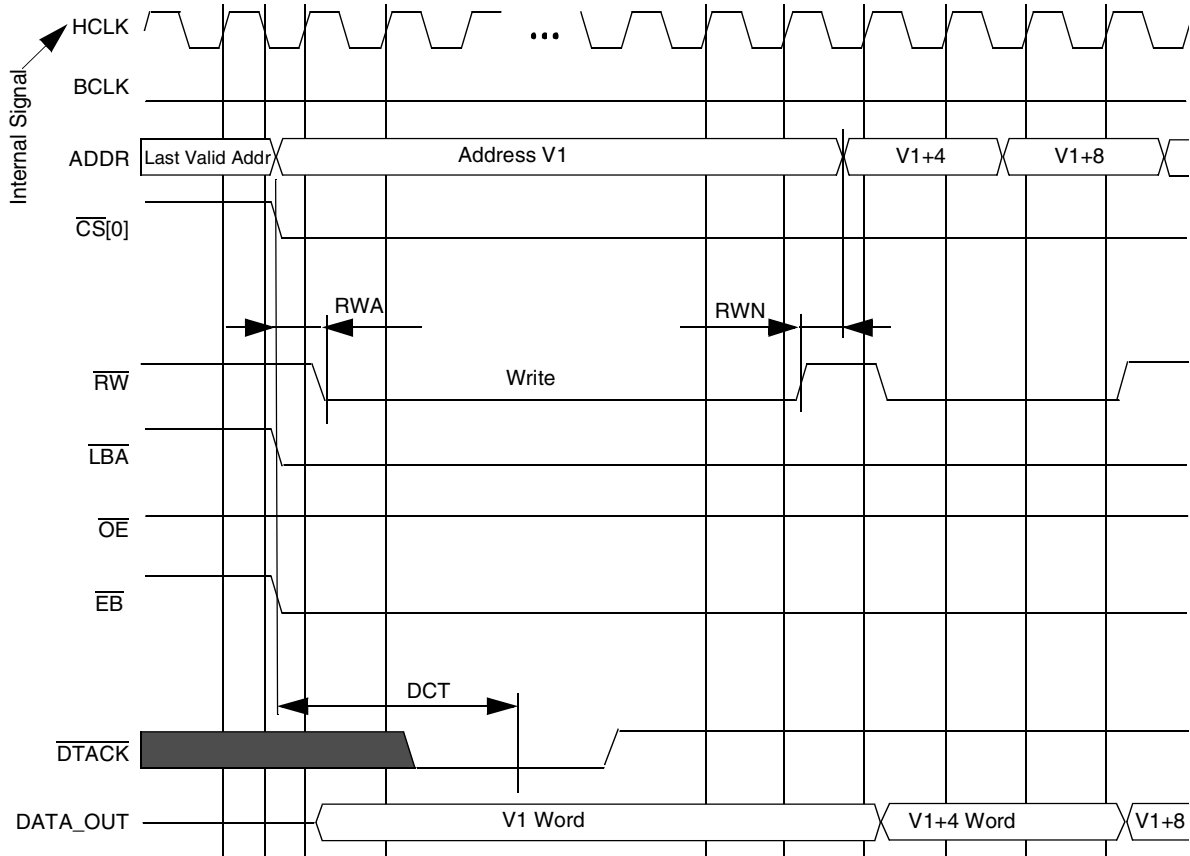 HCLK
...
Internal Signal
BCLK
ADDR
Last Valid Addr
Address V1
V1+4
V1+8
CS[0]
RWA
RWN
RW
Write
LBA
OE
EB
DCT
DTACK
DATA_OUT
V1 Word
V1+4 Word
V1+8